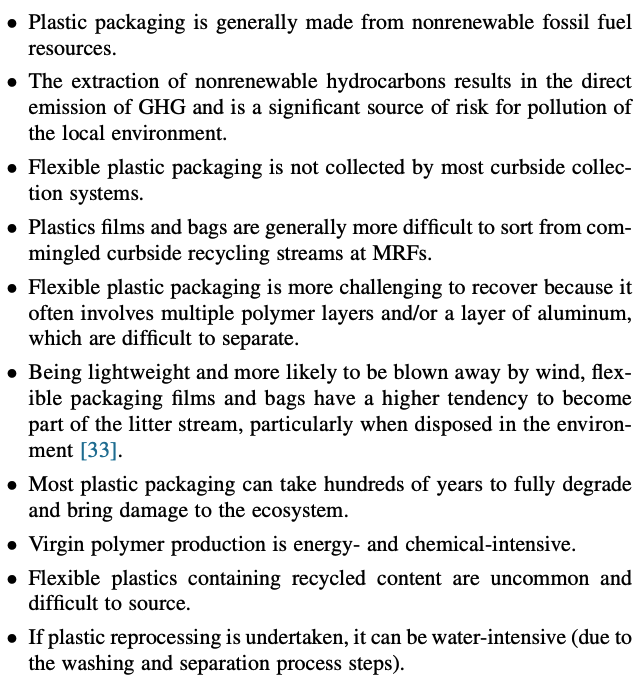 • Plastic packaging is generally made from nonrenewable fossil fuel
resources.
• The extraction of nonrenewable hydrocarbons results in the direct
emission of GHG and is a significant source of risk for pollution of
the local environment.
• Flexible plastic packaging is not collected by most curbside collec-
tion systems.
• Plastics films and bags are generally more difficult to sort from com-
mingled curbside recycling streams at MRFs.
• Flexible plastic packaging is more challenging to recover because it
often involves multiple polymer layers and/or a layer of aluminum,
which are difficult to separate.
• Being lightweight and more likely to be blown away by wind, flex-
ible packaging films and bags have a higher tendency to become
part of the litter stream, particularly when disposed in the environ-
ment [33].
• Most plastic packaging can take hundreds of years to fully degrade
and bring damage to the ecosystem.
• Virgin polymer production is energy- and chemical-intensive.
• Flexible plastics containing recycled content are uncommon and
difficult to source.
• If plastic reprocessing is undertaken, it can be water-intensive (due to
the washing and separation process steps).